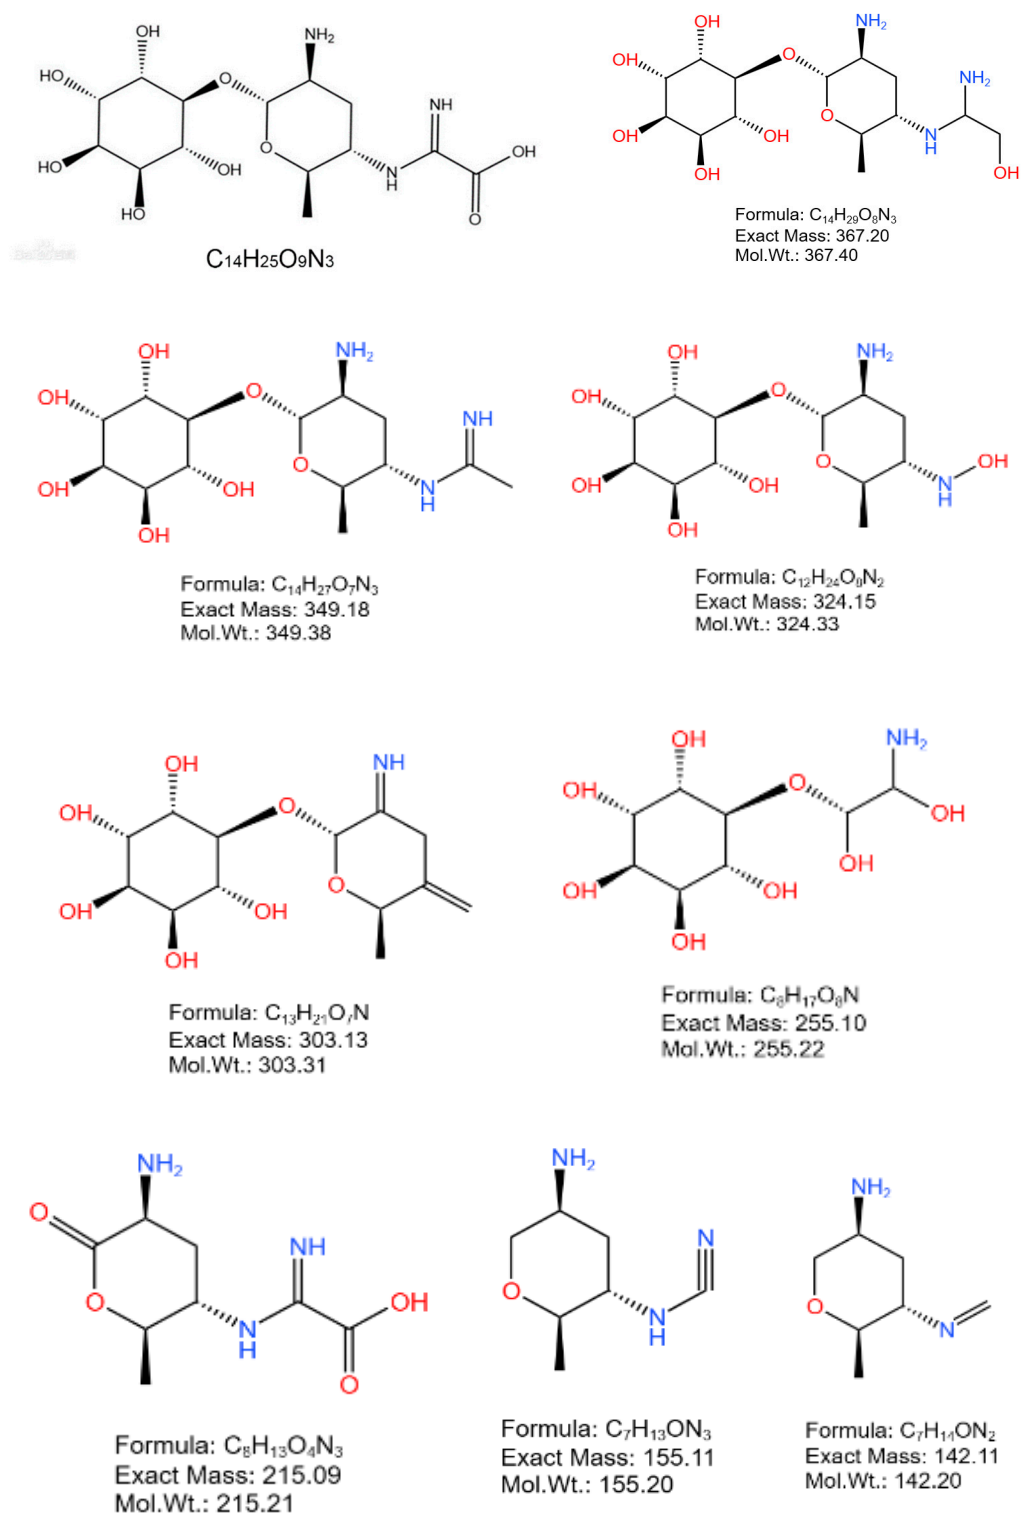 OH
NH₂
HO
O
NH
O
OH
HO
OH
N
H
HO
O
C₁₄H₂₅O₉N₃
OH
NH₂
OH
O
NH₂
O
OH
OH
N
H
OH
OH
Formula: C₁₄H₂₉O₈N₃
Exact Mass: 367.20
Mol.Wt.: 367.40
OH
NH₂
OH
O
NH
O
OH
OH
N
H
OH
Formula: C₁₄H₂₇O₇N₃
Exact Mass: 349.18
Mol.Wt.: 349.38
OH
NH₂
OH
O
O
OH
OH
OH
N
H
OH
Formula: C₁₂H₂₄O₈N₂
Exact Mass: 324.15
Mol.Wt.: 324.33
OH
NH
OH
O
O
OH
OH
OH
Formula: C₁₃H₂₁O₇N
Exact Mass: 303.13
Mol.Wt.: 303.31
OH
NH₂
OH
O
OH
OH
OH
OH
OH
Formula: C₈H₁₇O₈N
Exact Mass: 255.10
Mol.Wt.: 255.22
NH₂
O
NH
O
OH
N
H
O
Formula: C₈H₁₃O₄N₃
Exact Mass: 215.09
Mol.Wt.: 215.21
NH₂
N
O
N
H
Formula: C₇H₁₃ON₃
Exact Mass: 155.11
Mol.Wt.: 155.20
NH₂
O
N
Formula: C₇H₁₄ON₂
Exact Mass: 142.11
Mol.Wt.: 142.20